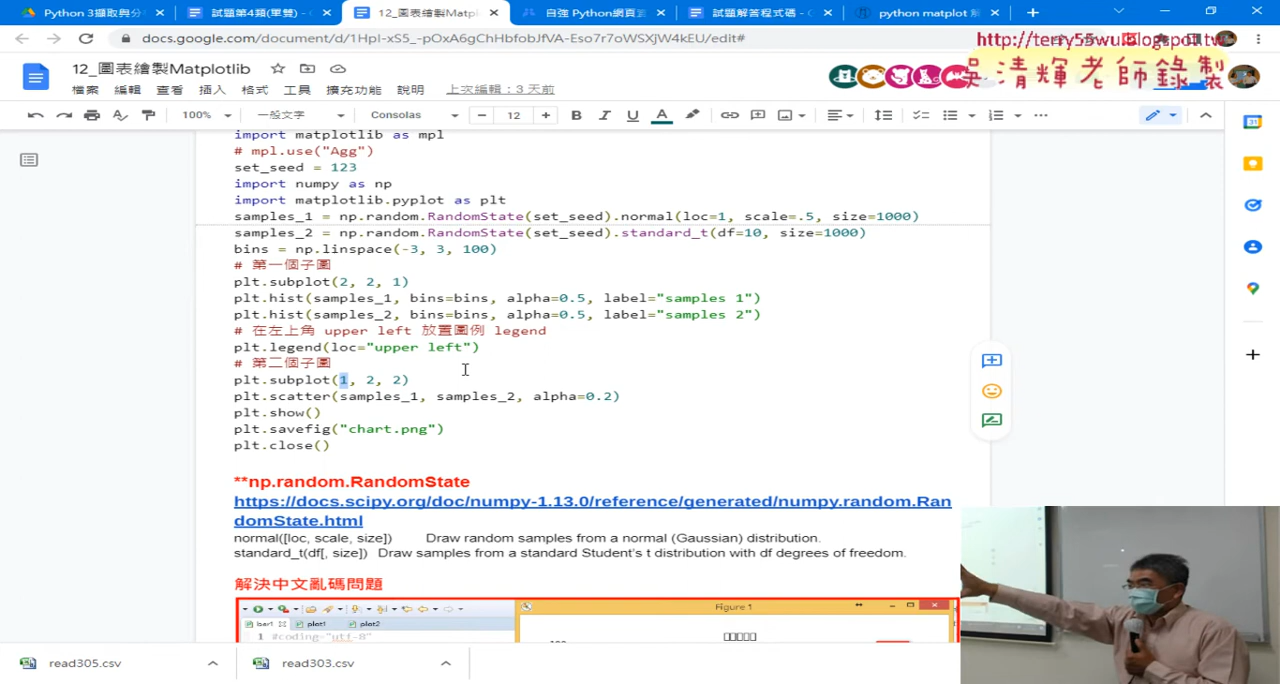 Python 3擷取與分
試題第4類(單雙) - G
12_圖表繪製Matpl
自強 Python網頁資
試題解答程式碼 - G
python matplot
docs.google.com/document/d/1HpI-xS5_-pOxA6gChHbfobJfVA-Eso7r7oWSXjW4kEU/edit#
http://terry55wu.blogspot.tw
吳清輝老師錄製
12_圖表繪製Matplotlib
檔案 編輯 查看 插入 格式 工具 擴充功能 說明 上次編輯：3 天前
100% 一般文字 Consolas − 12 + B I U A
import matplotlib as mpl
# mpl.use("Agg")
set_seed = 123
import numpy as np
import matplotlib.pyplot as plt
samples_1 = np.random.RandomState(set_seed).normal(loc=1, scale=.5, size=1000)
samples_2 = np.random.RandomState(set_seed).standard_t(df=10, size=1000)
bins = np.linspace(-3, 3, 100)
# 第一個子圖
plt.subplot(2, 2, 1)
plt.hist(samples_1, bins=bins, alpha=0.5, label="samples 1")
plt.hist(samples_2, bins=bins, alpha=0.5, label="samples 2")
# 在左上角 upper left 放置圖例 legend
plt.legend(loc="upper left")
# 第二個子圖
plt.subplot(1, 2, 2)
plt.scatter(samples_1, samples_2, alpha=0.2)
plt.show()
plt.savefig("chart.png")
plt.close()
**np.random.RandomState
https://docs.scipy.org/doc/numpy-1.13.0/reference/generated/numpy.random.Ran
domState.html
normal([loc, scale, size]) Draw random samples from a normal (Gaussian) distribution.
standard_t(df[, size]) Draw samples from a standard Student's t distribution with df degrees of freedom.
解決中文亂碼問題
Figure 1
bar1 plot1 plot2
1 #coding="utf-8"
read305.csv
read303.csv